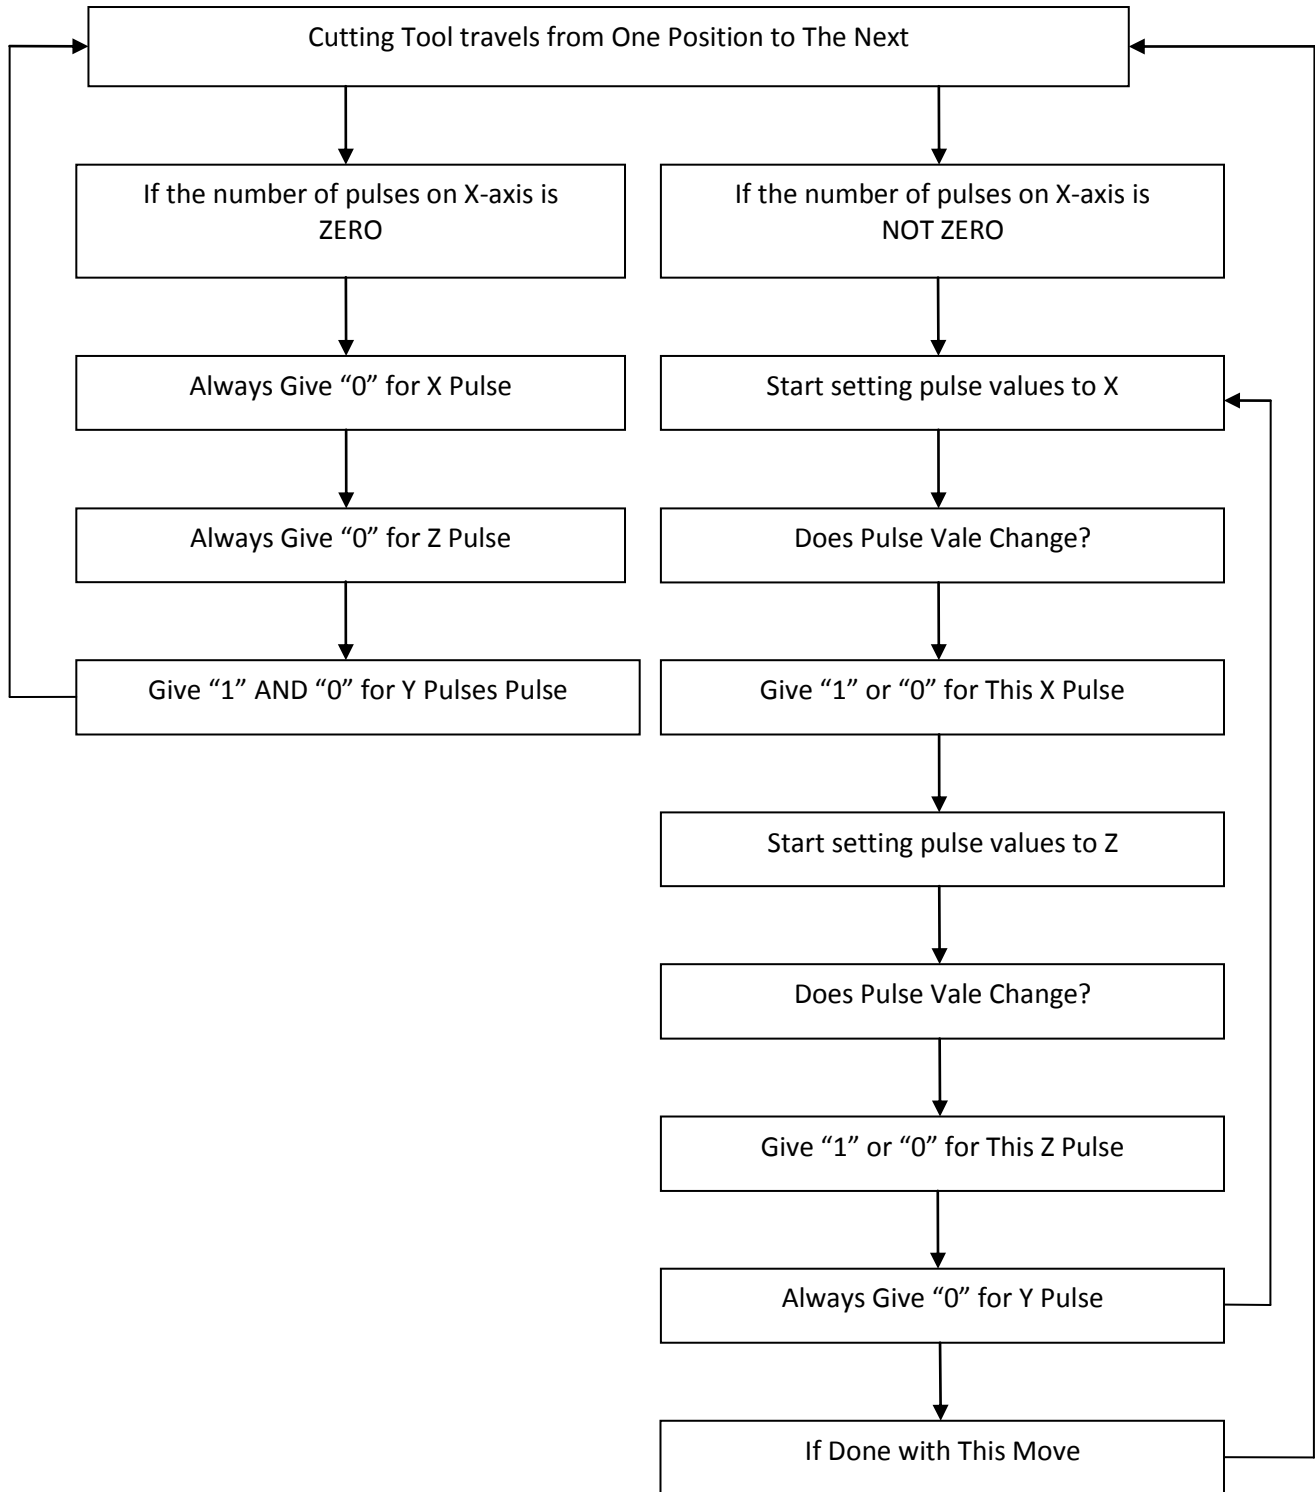 Cutting Tool travels from One Position to The Next
If the number of pulses on X-axis is
ZERO
If the number of pulses on X-axis is
NOT ZERO
Always Give “0” for X Pulse
Start setting pulse values to X
Always Give “0” for Z Pulse
Does Pulse Vale Change?
Give “1” AND “0” for Y Pulses Pulse
Give “1” or “0” for This X Pulse
Start setting pulse values to Z
Does Pulse Vale Change?
Give “1” or “0” for This Z Pulse
Always Give “0” for Y Pulse
If Done with This Move